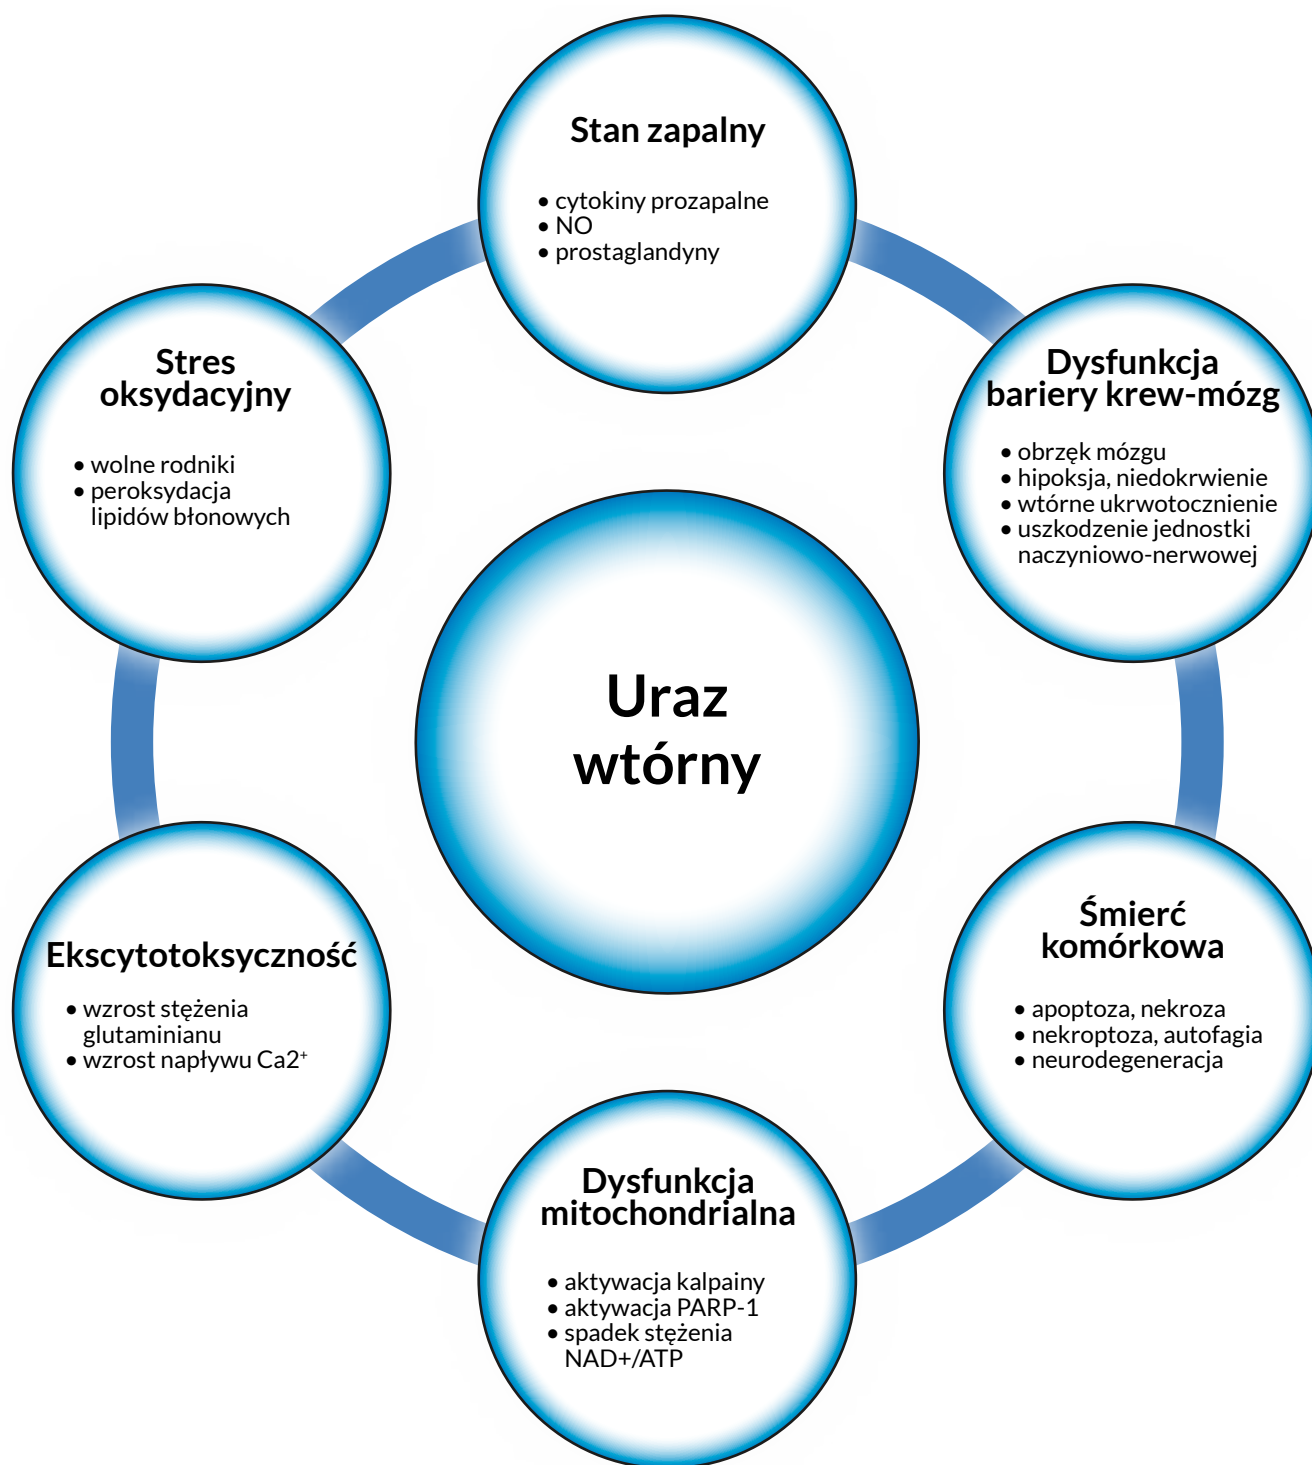 Stan zapalny
• cytokiny prozapalne
• NO
• prostaglandyny
Dysfunkcja
bariery krew-mózg
• obrzęk mózgu
• hipoksja, niedokrwienie
• wtórne ukrwotocznienie
• uszkodzenie jednostki
naczyniowo-nerwowej
Śmierć
komórkowa
• apoptoza, nekroza
• nekroptoza, autofagia
• neurodegeneracja
Dysfunkcja
mitochondrialna
• aktywacja kalpainy
• aktywacja PARP-1
• spadek stężenia
NAD+/ATP
Ekscytotoksyczność
• wzrost stężenia
glutaminianu
• wzrost napływu Ca2⁺
Stres
oksydacyjny
• wolne rodniki
• peroksydacja
lipidów błonowych
Uraz
wtórny